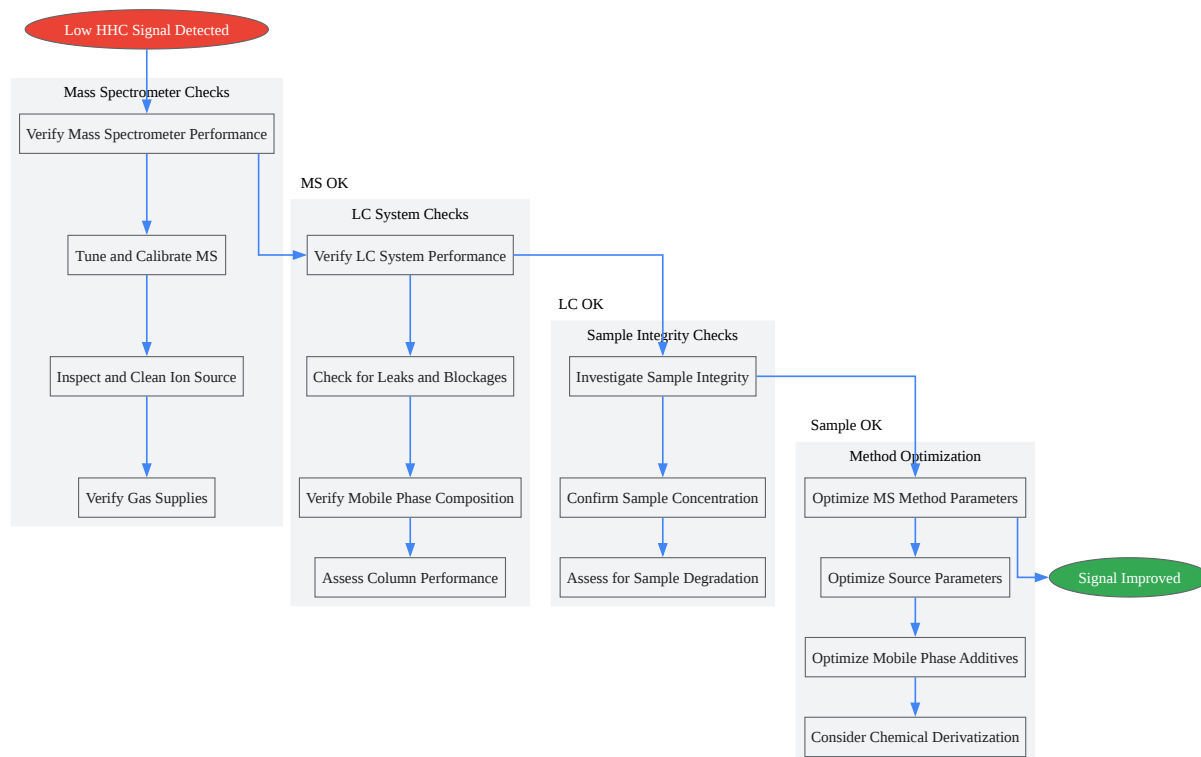 Low HHC Signal Detected
Mass Spectrometer Checks
Verify Mass Spectrometer Performance
Tune and Calibrate MS
Inspect and Clean Ion Source
Verify Gas Supplies
MS OK
LC System Checks
Verify LC System Performance
Check for Leaks and Blockages
Verify Mobile Phase Composition
Assess Column Performance
LC OK
Sample Integrity Checks
Investigate Sample Integrity
Confirm Sample Concentration
Assess for Sample Degradation
Sample OK
Method Optimization
Optimize MS Method Parameters
Optimize Source Parameters
Optimize Mobile Phase Additives
Consider Chemical Derivatization
Signal Improved